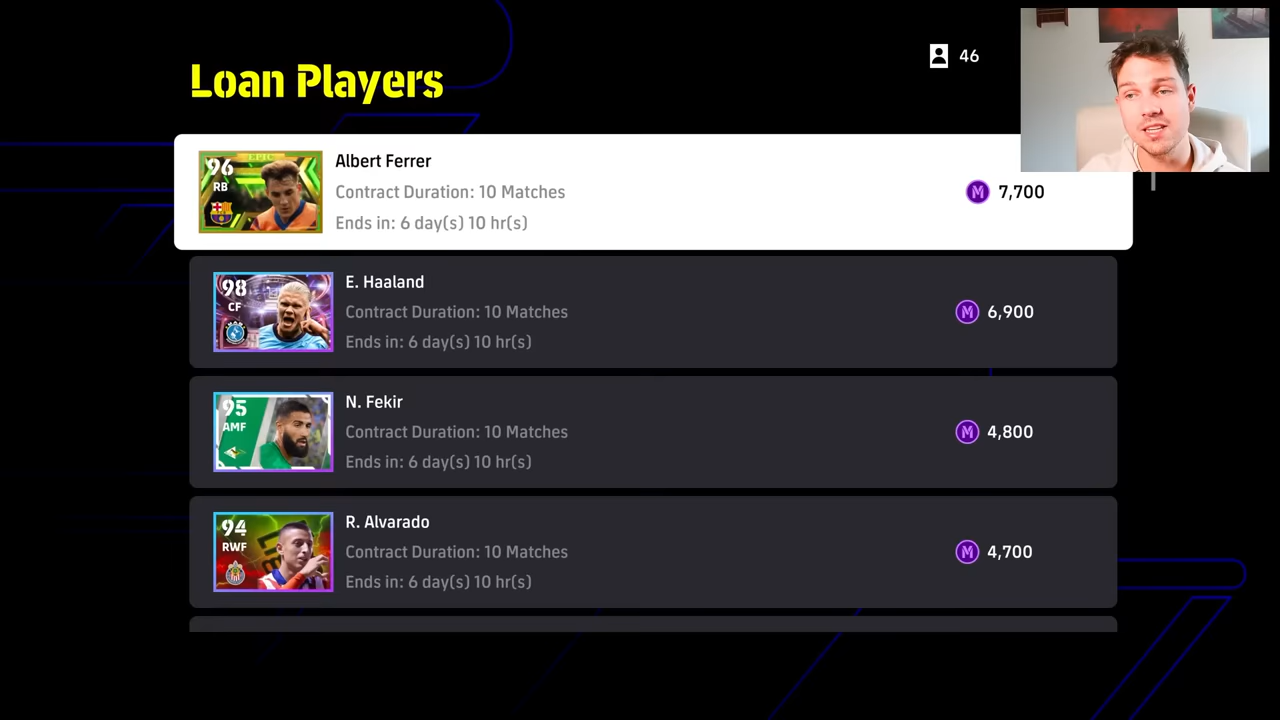 Loan Players
46
EPIC
96
RB
Albert Ferrer
Contract Duration: 10 Matches
Ends in: 6 day(s) 10 hr(s)
M 7,700
98
CF
E. Haaland
Contract Duration: 10 Matches
Ends in: 6 day(s) 10 hr(s)
M 6,900
95
AMF
N. Fekir
Contract Duration: 10 Matches
Ends in: 6 day(s) 10 hr(s)
M 4,800
94
RWF
R. Alvarado
Contract Duration: 10 Matches
Ends in: 6 day(s) 10 hr(s)
M 4,700